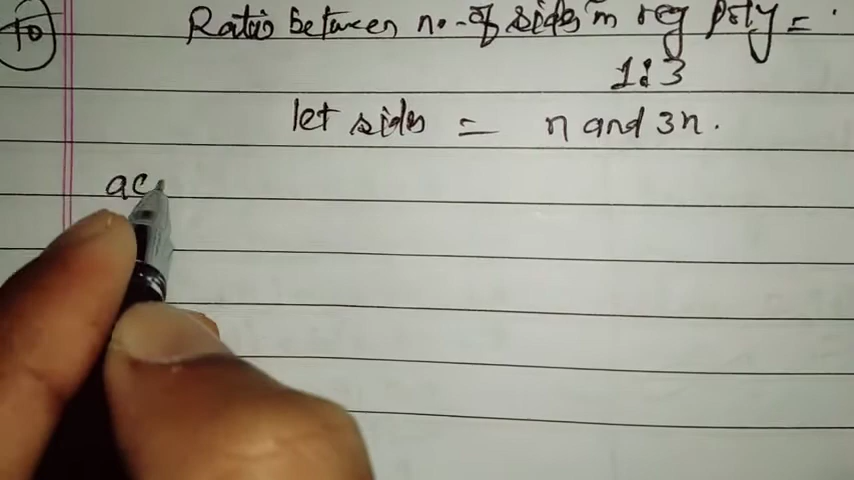 10 Ratio between no. of sides in reg poly =
1:3
let sides = n and 3n.
ac